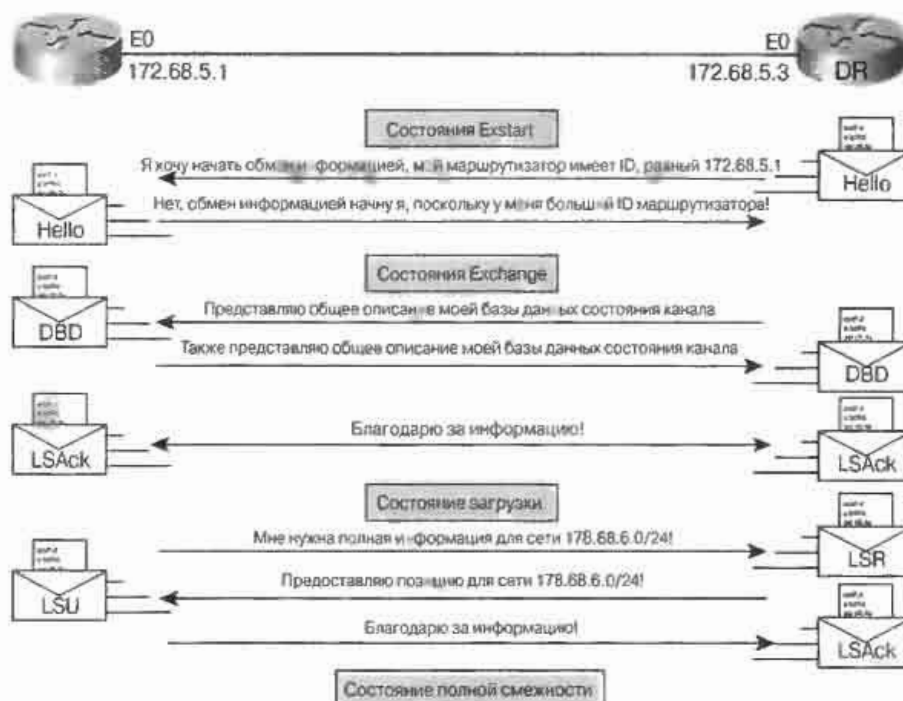 E0
E0
172.68.5.1
172.68.5.3
DR
Состояния Exstart
Я хочу начать обмен информацией, мой маршрутизатор имеет ID, равный 172.68.5.1
Hello
Нет, обмен информацией начну я, поскольку у меня больший ID маршрутизатора!
Hello
Состояния Exchange
Представляю общее описание моей базы данных состояния канала
DBD
Также представляю общее описание моей базы данных состояния канала
DBD
Благодарю за информацию!
LSAck
LSAck
Состояние загрузки
Мне нужна полная информация для сети 178.68.6.0/24!
LSR
Предоставляю позицию для сети 178.68.6.0/24!
LSU
Благодарю за информацию!
LSAck
Состояние полной смежности